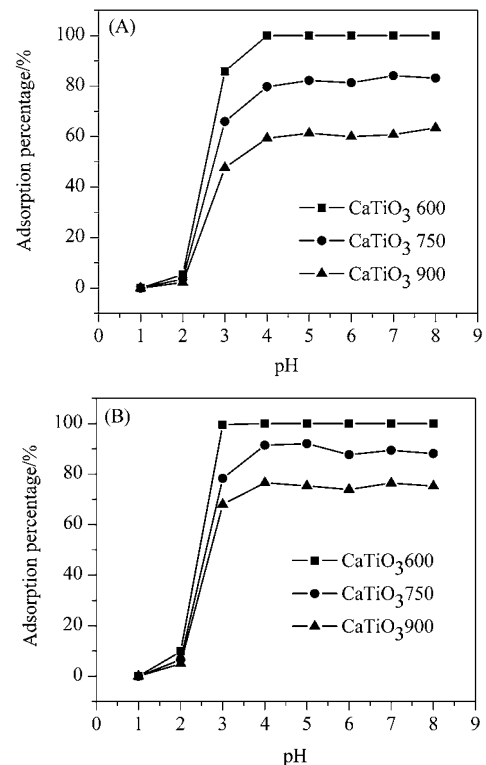 (A)
100
80
60
40
20
0
Adsorption percentage/%
CaTiO3 600
CaTiO3 750
CaTiO3 900
0 1 2 3 4 5 6 7 8 9
pH
(B)
100
80
60
40
20
0
Adsorption percentage/%
CaTiO3600
CaTiO3750
CaTiO3900
0 1 2 3 4 5 6 7 8 9
pH